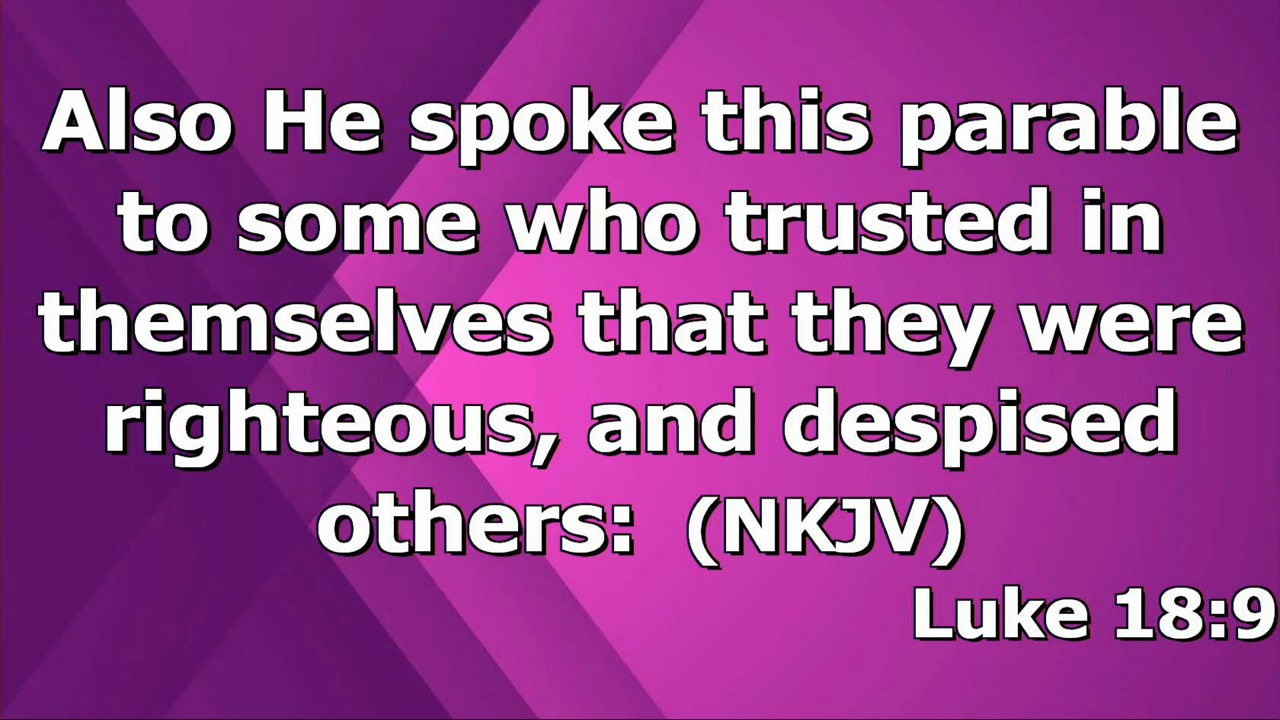 Also He spoke this parable
to some who trusted in
themselves that they were
righteous, and despised
others: (NKJV)
Luke 18:9